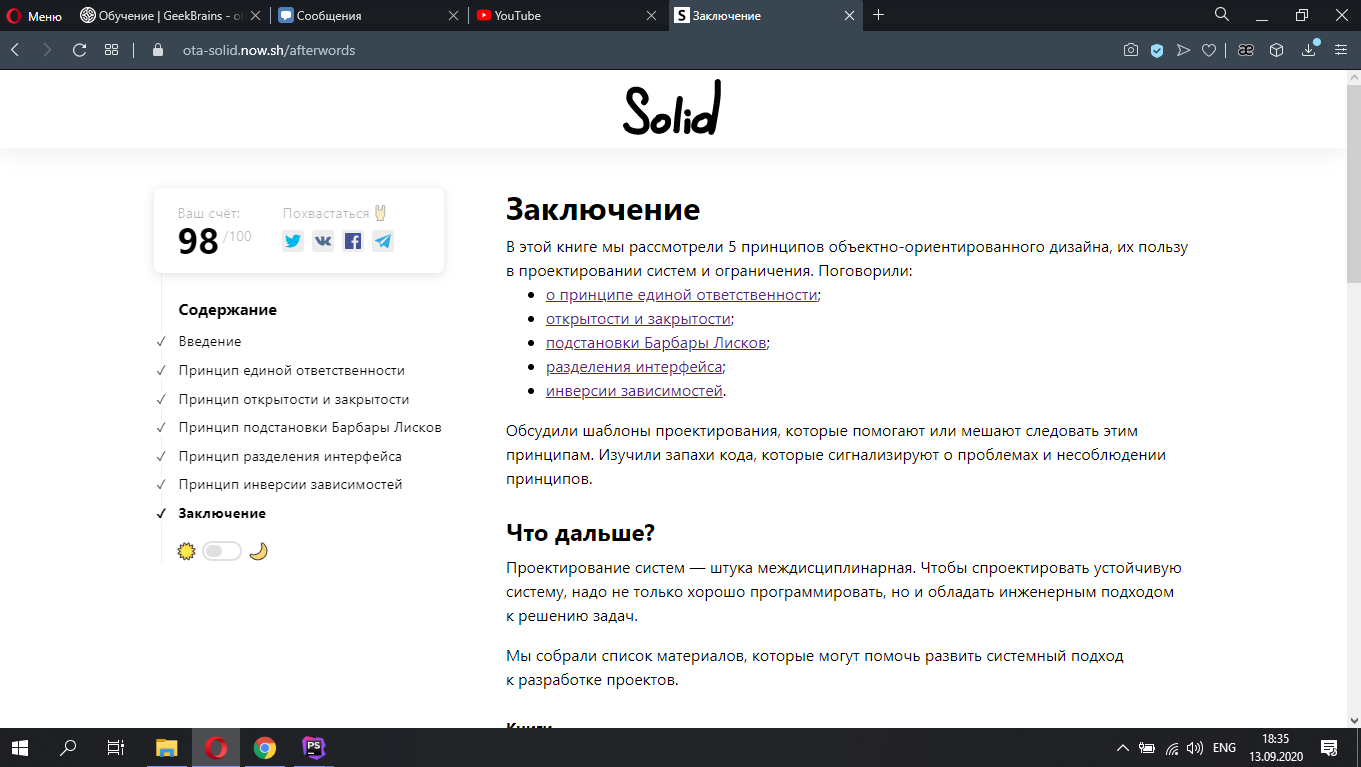 Меню
Обучение | GeekBrains - о
Сообщения
YouTube
S Заключение
ota-solid.now.sh/afterwords
Solid
Ваш счёт:
98 /100
Похвастаться
Содержание
Введение
Принцип единой ответственности
Принцип открытости и закрытости
Принцип подстановки Барбары Лисков
Принцип разделения интерфейса
Принцип инверсии зависимостей
Заключение
Заключение
В этой книге мы рассмотрели 5 принципов объектно-ориентированного дизайна, их пользу
в проектировании систем и ограничения. Поговорили:
о принципе единой ответственности;
открытости и закрытости;
подстановки Барбары Лисков;
разделения интерфейса;
инверсии зависимостей.
Обсудили шаблоны проектирования, которые помогают или мешают следовать этим
принципам. Изучили запахи кода, которые сигнализируют о проблемах и несоблюдении
принципов.
Что дальше?
Проектирование систем — штука междисциплинарная. Чтобы спроектировать устойчивую
систему, надо не только хорошо программировать, но и обладать инженерным подходом
к решению задач.
Мы собрали список материалов, которые могут помочь развить системный подход
к разработке проектов.
Книги
PS
ENG
18:35
13.09.2020